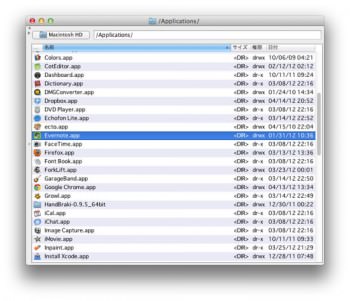 /Applications/
Macintosh HD /Applications/
名前 サイズ 権限 日付
Colors.app <DIR> drwx 10/06/09 04:21
CotEditor.app <DIR> drwx 02/02/12 02:12
Dashboard.app <DIR> dr-x 10/11/11 09:24
Dictionary.app <DIR> dr-x 03/08/12 22:16
DMGConverter.app <DIR> drwx 01/24/10 14:34
Dropbox.app <DIR> drwx 04/14/12 20:52
DVD Player.app <DIR> dr-x 03/08/12 22:16
Echofon Lite.app <DIR> dr-x 03/14/12 22:49
ecto.app <DIR> drwx 04/15/10 22:04
Evernote.app <DIR> drwx 01/31/12 10:36
FaceTime.app <DIR> dr-x 03/08/12 22:16
Firefox.app <DIR> drwx 03/13/12 13:36
Font Book.app <DIR> dr-x 03/08/12 22:16
ForkLift.app <DIR> drwx 03/23/12 00:01
GarageBand.app <DIR> dr-x 03/14/12 22:50
Google Chrome.app <DIR> drwx 04/13/12 13:34
Growl.app <DIR> dr-x 03/14/12 22:49
HandBraki-0.9.5_64bit <DIR> drwx 12/30/11 00:22
iCal.app <DIR> dr-x 03/08/12 22:16
iChat.app <DIR> dr-x 03/08/12 22:16
Image Capture.app <DIR> dr-x 03/08/12 22:16
iMovie.app <DIR> dr-x 10/11/11 09:33
Inpaint.app <DIR> dr-x 03/25/12 21:29
Install Xcode.app <DIR> drwx 12/28/11 07:48